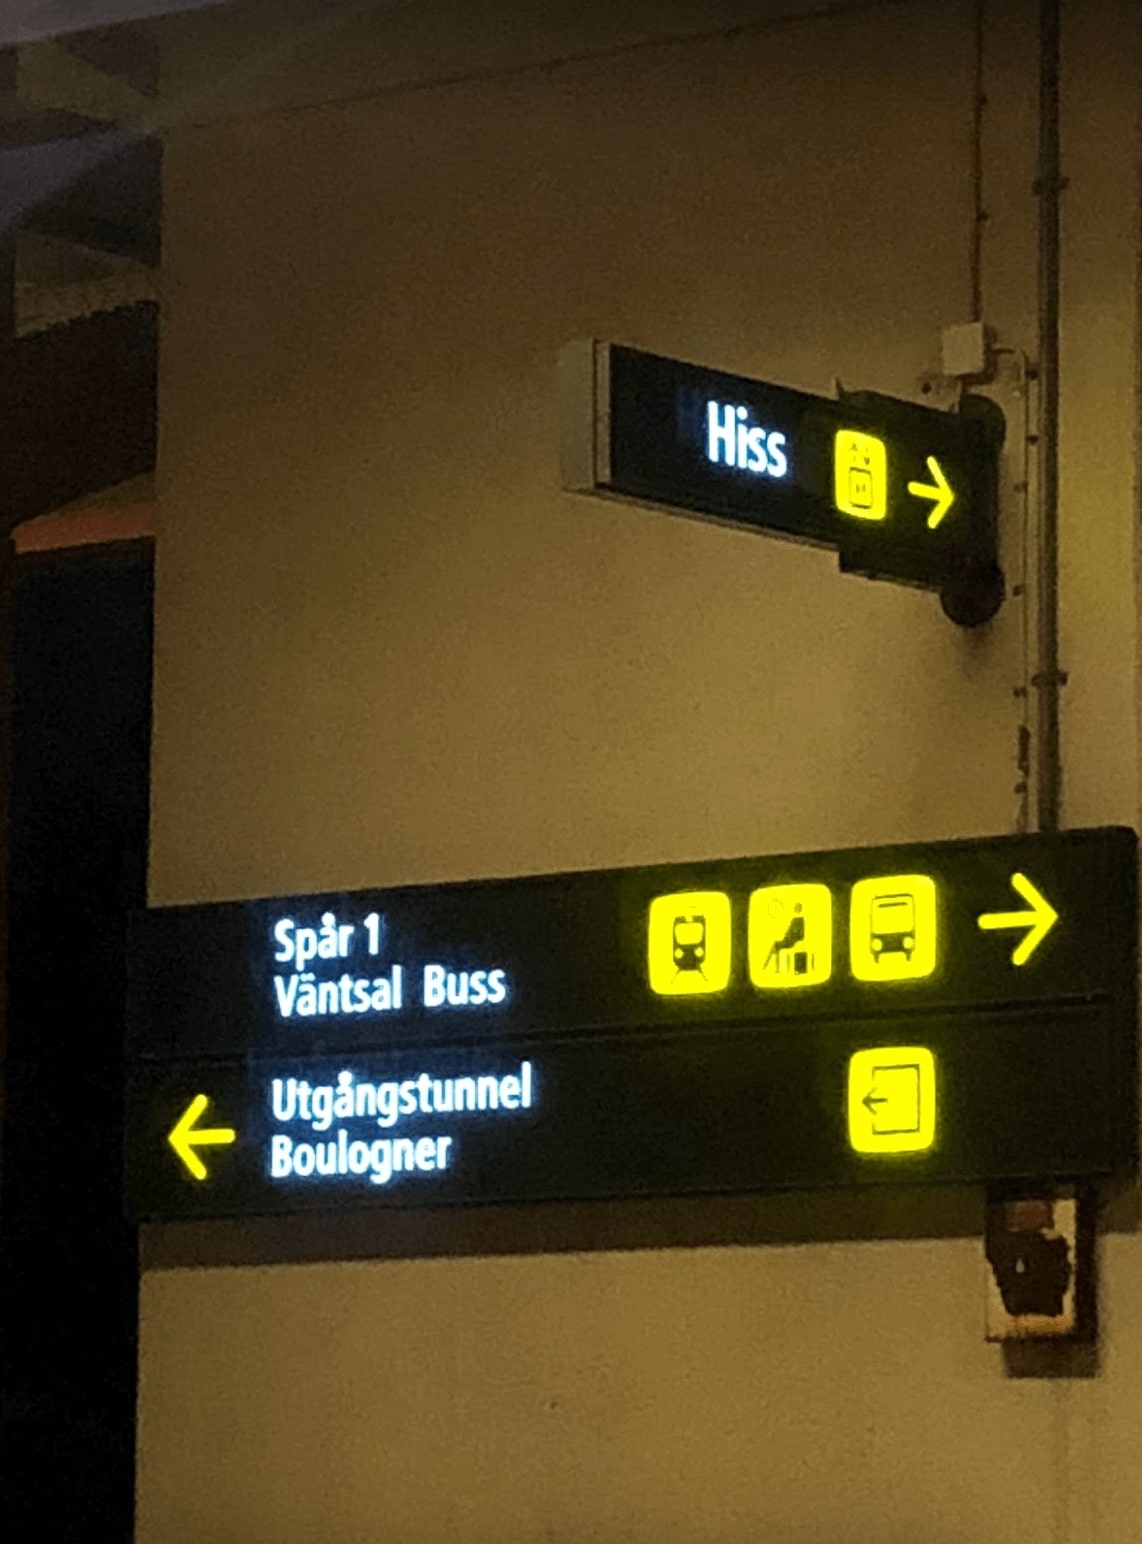 Hiss
Spår 1
Väntsal Buss
Utgångstunnel
Boulogner